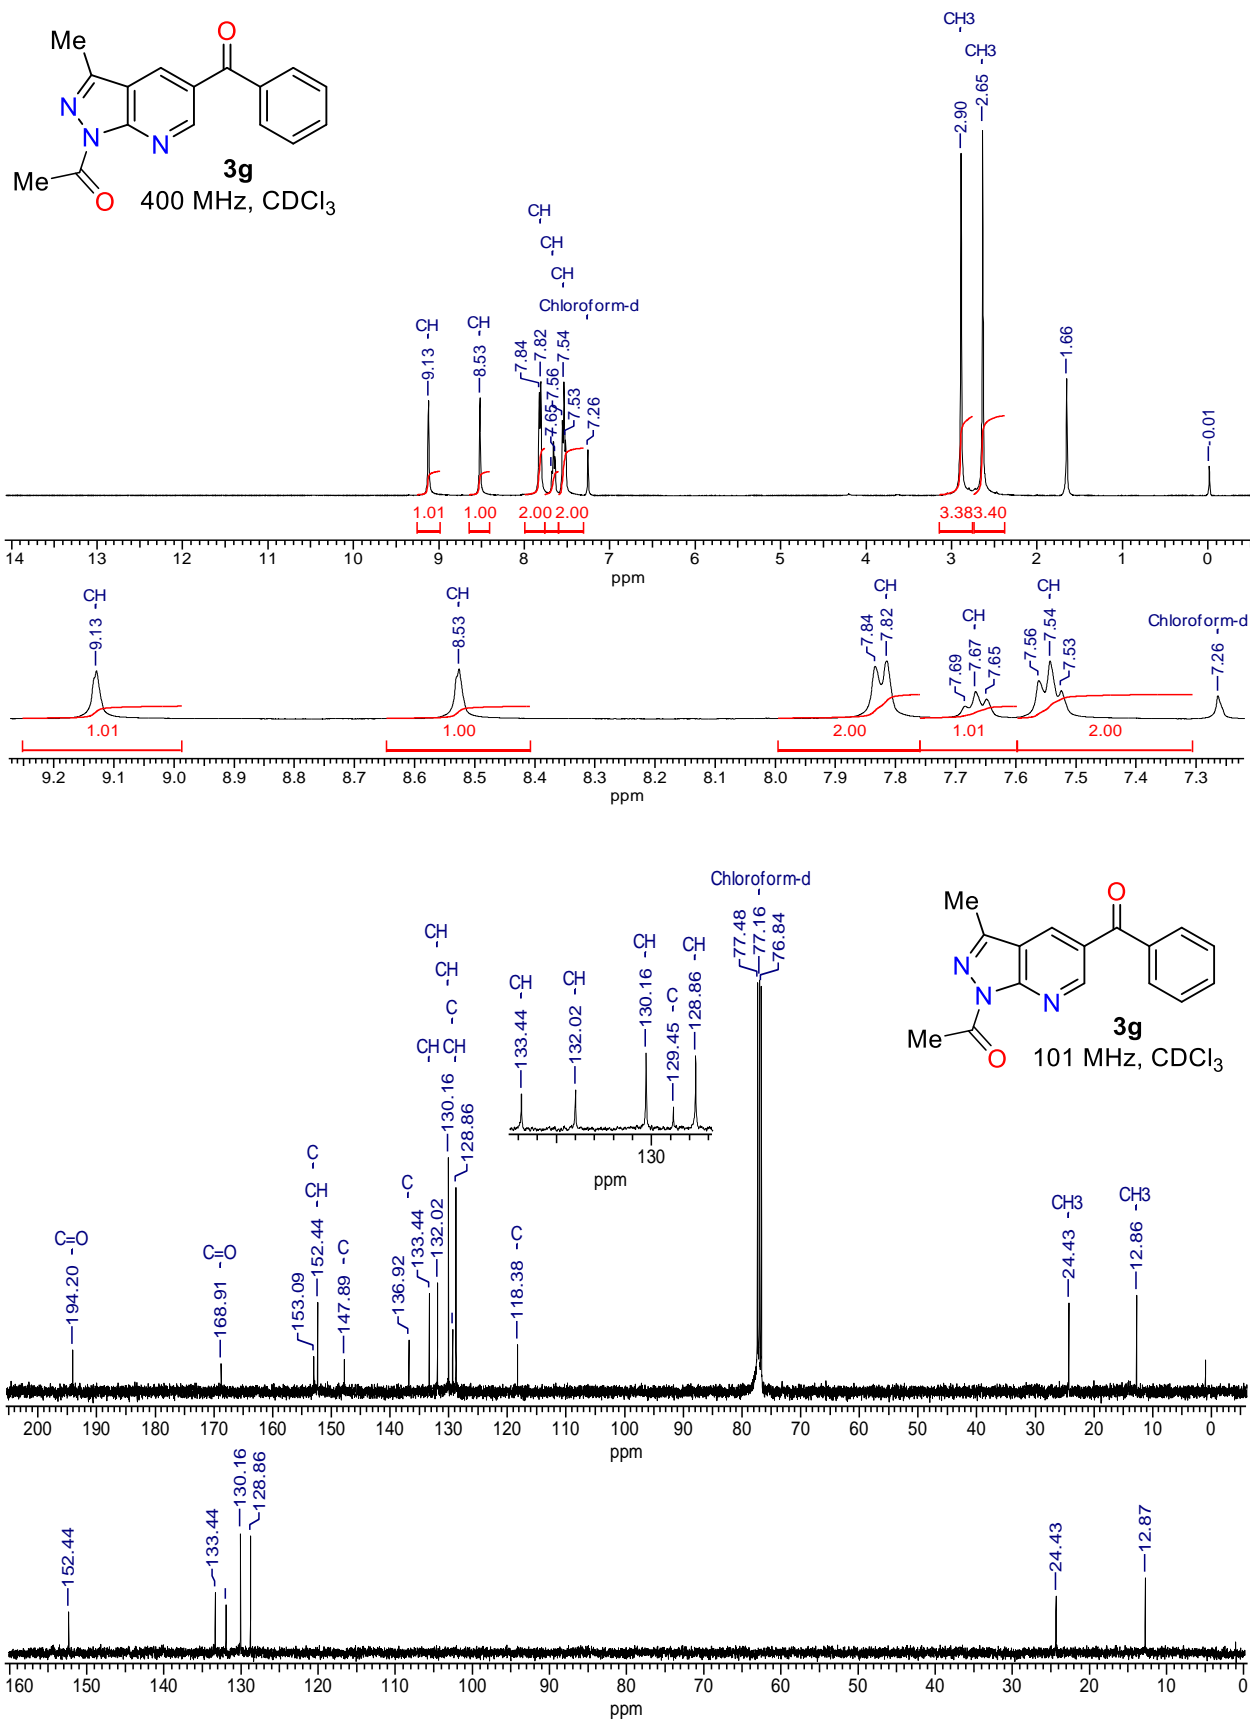 Me
O
N
N
N
3g
Me
O
400 MHz, CDCl3
CH3
CH3
2.90
2.65
CH
CH
CH
Chloroform-d
CH
CH
9.13
8.53
7.84
7.82
7.65
7.56
7.54
7.53
7.26
1.66
-0.01
1.01
1.00
2.00
2.00
3.38
3.40
14 13 12 11 10 9 8 7 6 5 4 3 2 1 0
ppm
CH
CH
CH
CH
CH
Chloroform-d
9.13
8.53
7.84
7.82
7.69
7.67
7.65
7.56
7.54
7.53
7.26
1.01
1.00
2.00
1.01
2.00
9.2 9.1 9.0 8.9 8.8 8.7 8.6 8.5 8.4 8.3 8.2 8.1 8.0 7.9 7.8 7.7 7.6 7.5 7.4 7.3
ppm
Chloroform-d
77.48
77.16
76.84
Me
O
N
N
N
3g
Me
O
101 MHz, CDCl3
CH
CH
C
CH CH
CH
CH
CH
C
CH
133.44
132.02
130.16
129.45
128.86
130
ppm
C=O
C=O
C
CH
C
C
C
CH3
CH3
194.20
168.91
153.09
152.44
147.89
136.92
133.44
132.02
130.16
128.86
118.38
24.43
12.86
200 190 180 170 160 150 140 130 120 110 100 90 80 70 60 50 40 30 20 10 0
ppm
152.44
133.44
130.16
128.86
24.43
12.87
160 150 140 130 120 110 100 90 80 70 60 50 40 30 20 10 0
ppm